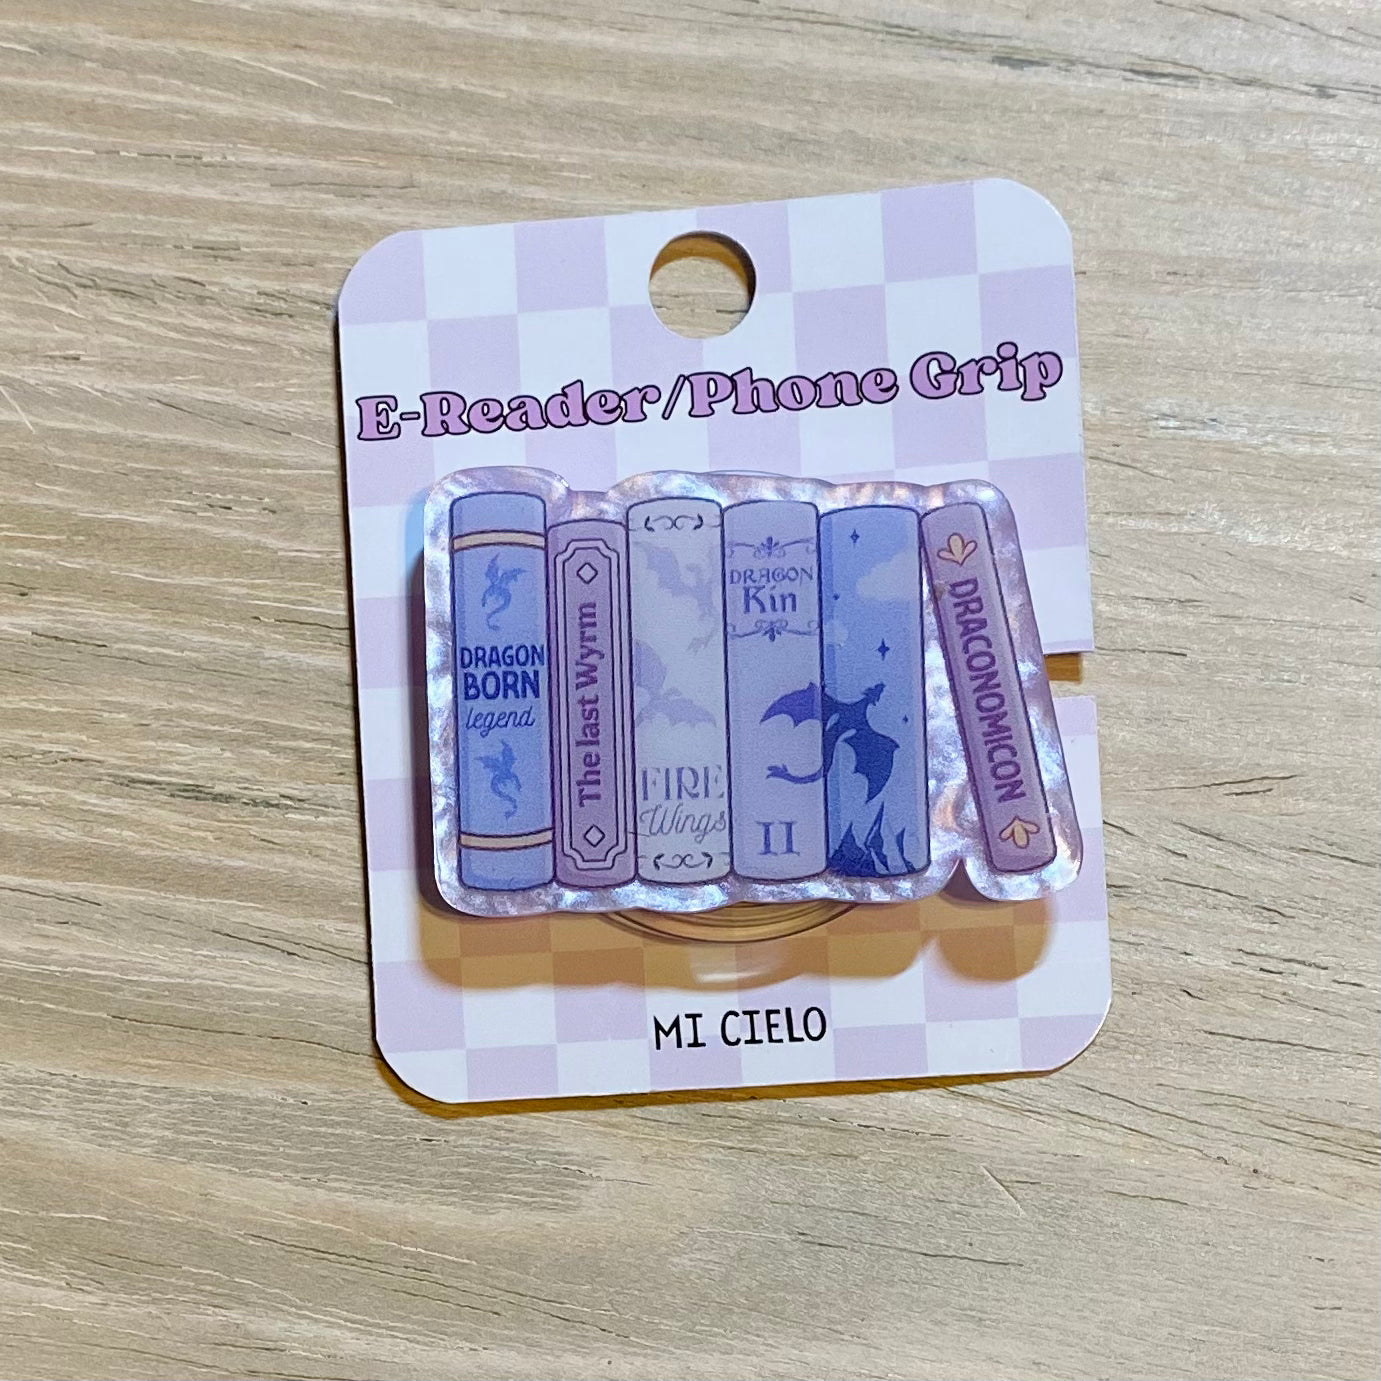 E-Reader/Phone Grip
DRAGON
BORN
legend
The last Wyrm
FIRE
Wings
DRAGON
Kin
II
DRACONOMICON
MI CIELO